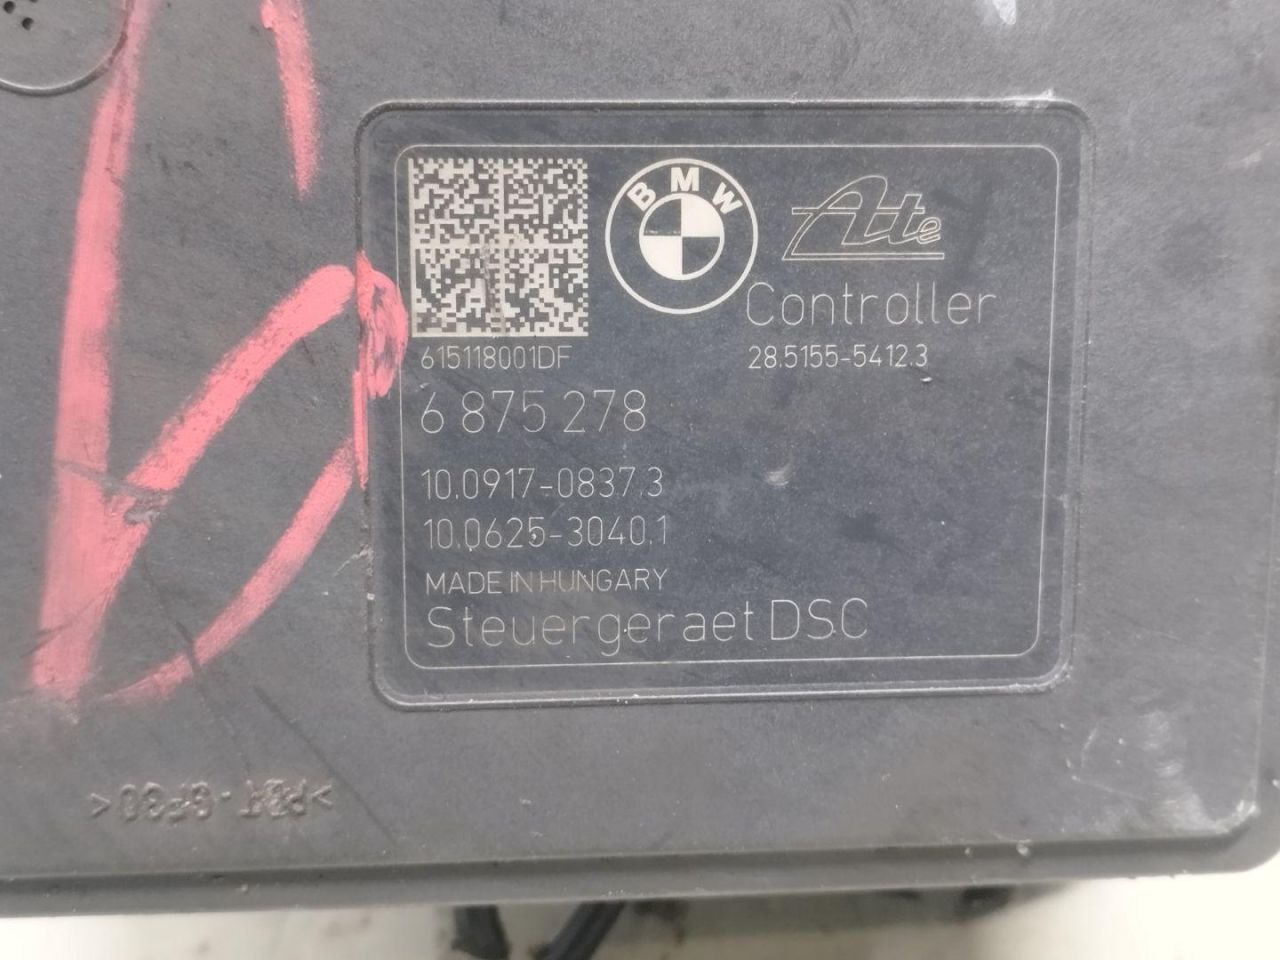 BMW
Ate
Controller
615118001DF
28.5155-5412.3
6 875 278
10.0917-0837.3
10.0625-3040.1
MADE IN HUNGARY
Steuergeraet DSC